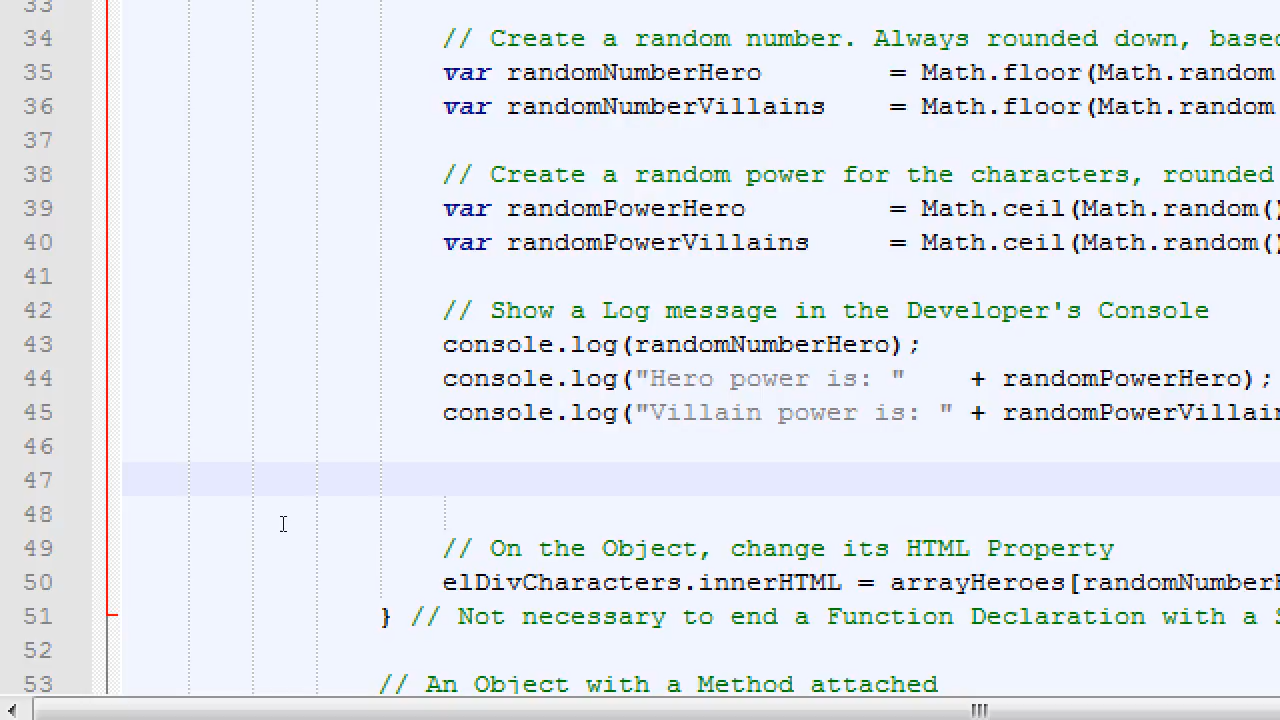 33
34 // Create a random number. Always rounded down, based
35 var randomNumberHero = Math.floor(Math.random
36 var randomNumberVillains = Math.floor(Math.random
37
38 // Create a random power for the characters, rounded
39 var randomPowerHero = Math.ceil(Math.random()
40 var randomPowerVillains = Math.ceil(Math.random()
41
42 // Show a Log message in the Developer's Console
43 console.log(randomNumberHero);
44 console.log("Hero power is: " + randomPowerHero);
45 console.log("Villain power is: " + randomPowerVillain
46
47
48
49 // On the Object, change its HTML Property
50 elDivCharacters.innerHTML = arrayHeroes[randomNumberH
51 } // Not necessary to end a Function Declaration with a S
52
53 // An Object with a Method attached